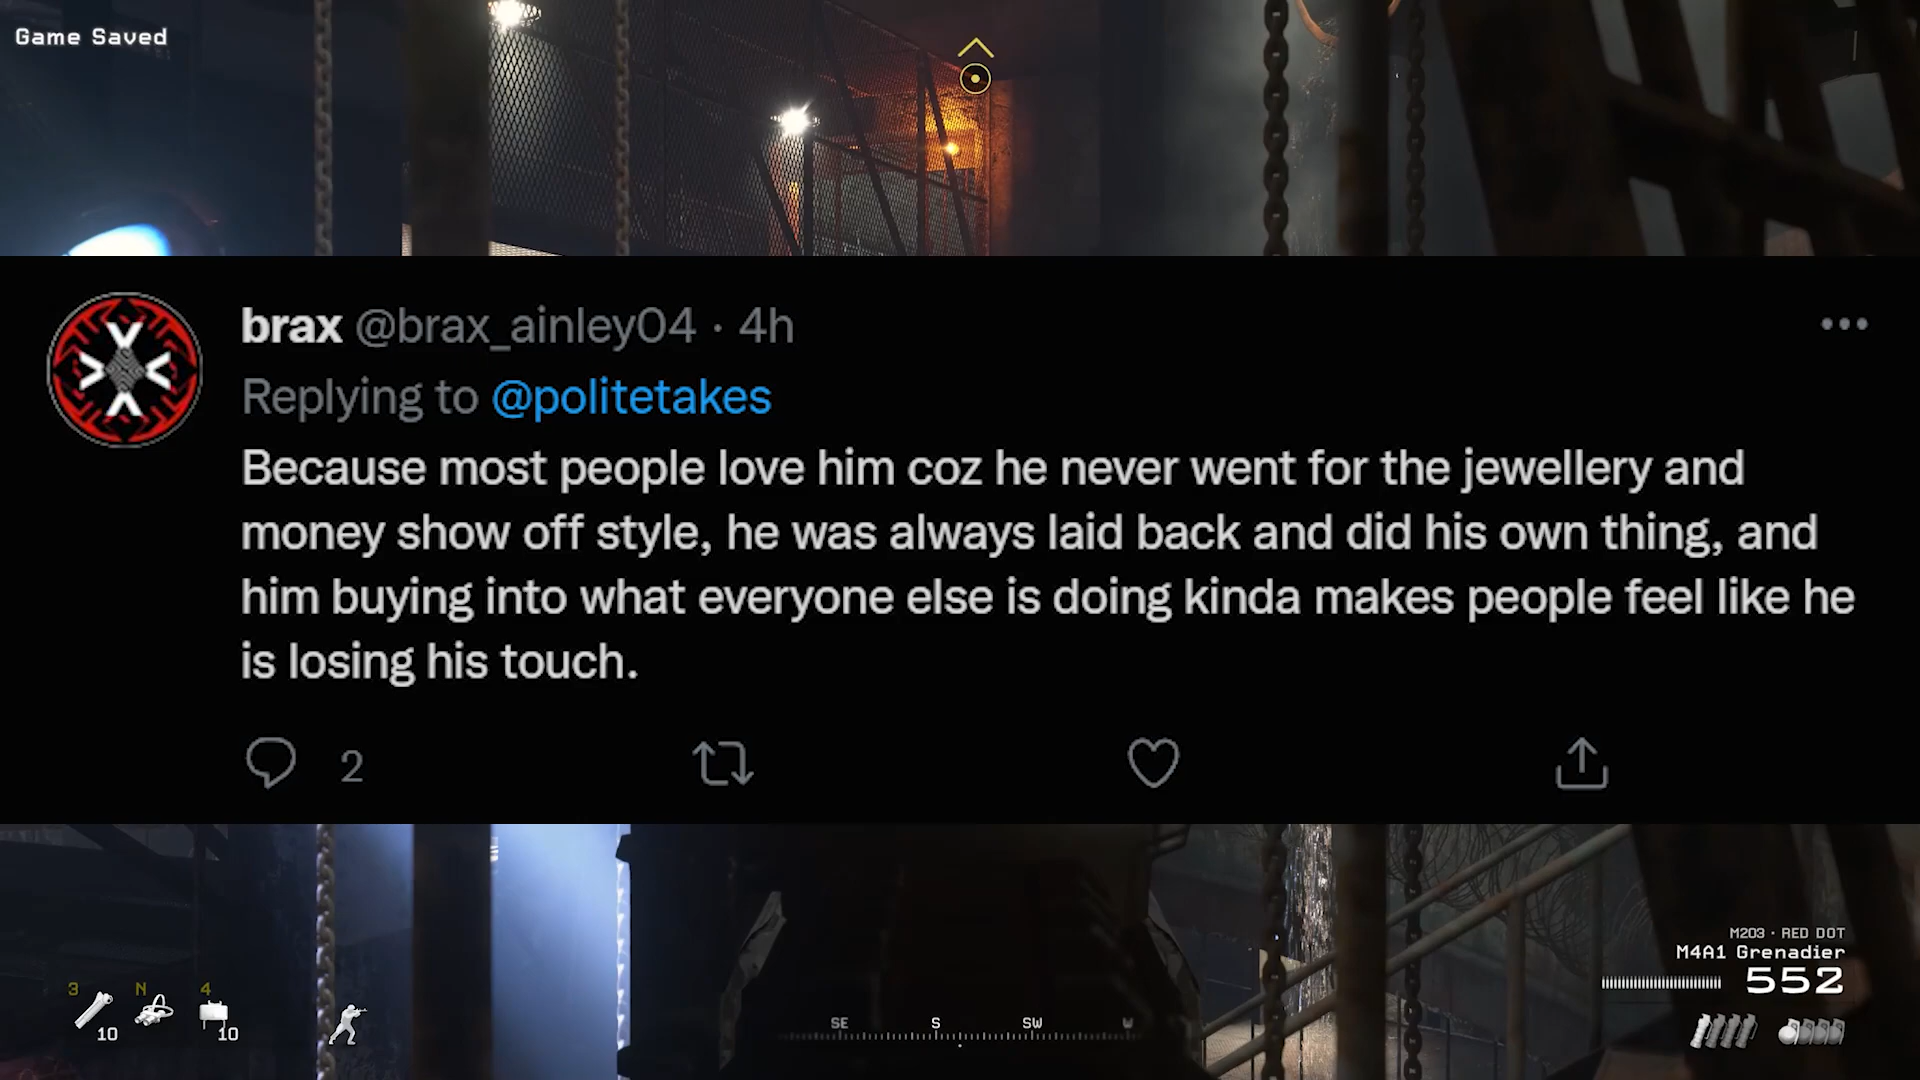 Game Saved
brax @brax_ainley04 · 4h
Replying to @politetakes
Because most people love him coz he never went for the jewellery and
money show off style, he was always laid back and did his own thing, and
him buying into what everyone else is doing kinda makes people feel like he
is losing his touch.
2
M203 · RED DOT
M4A1 Grenadier
552
3 N 4
10 10
SE S SW W